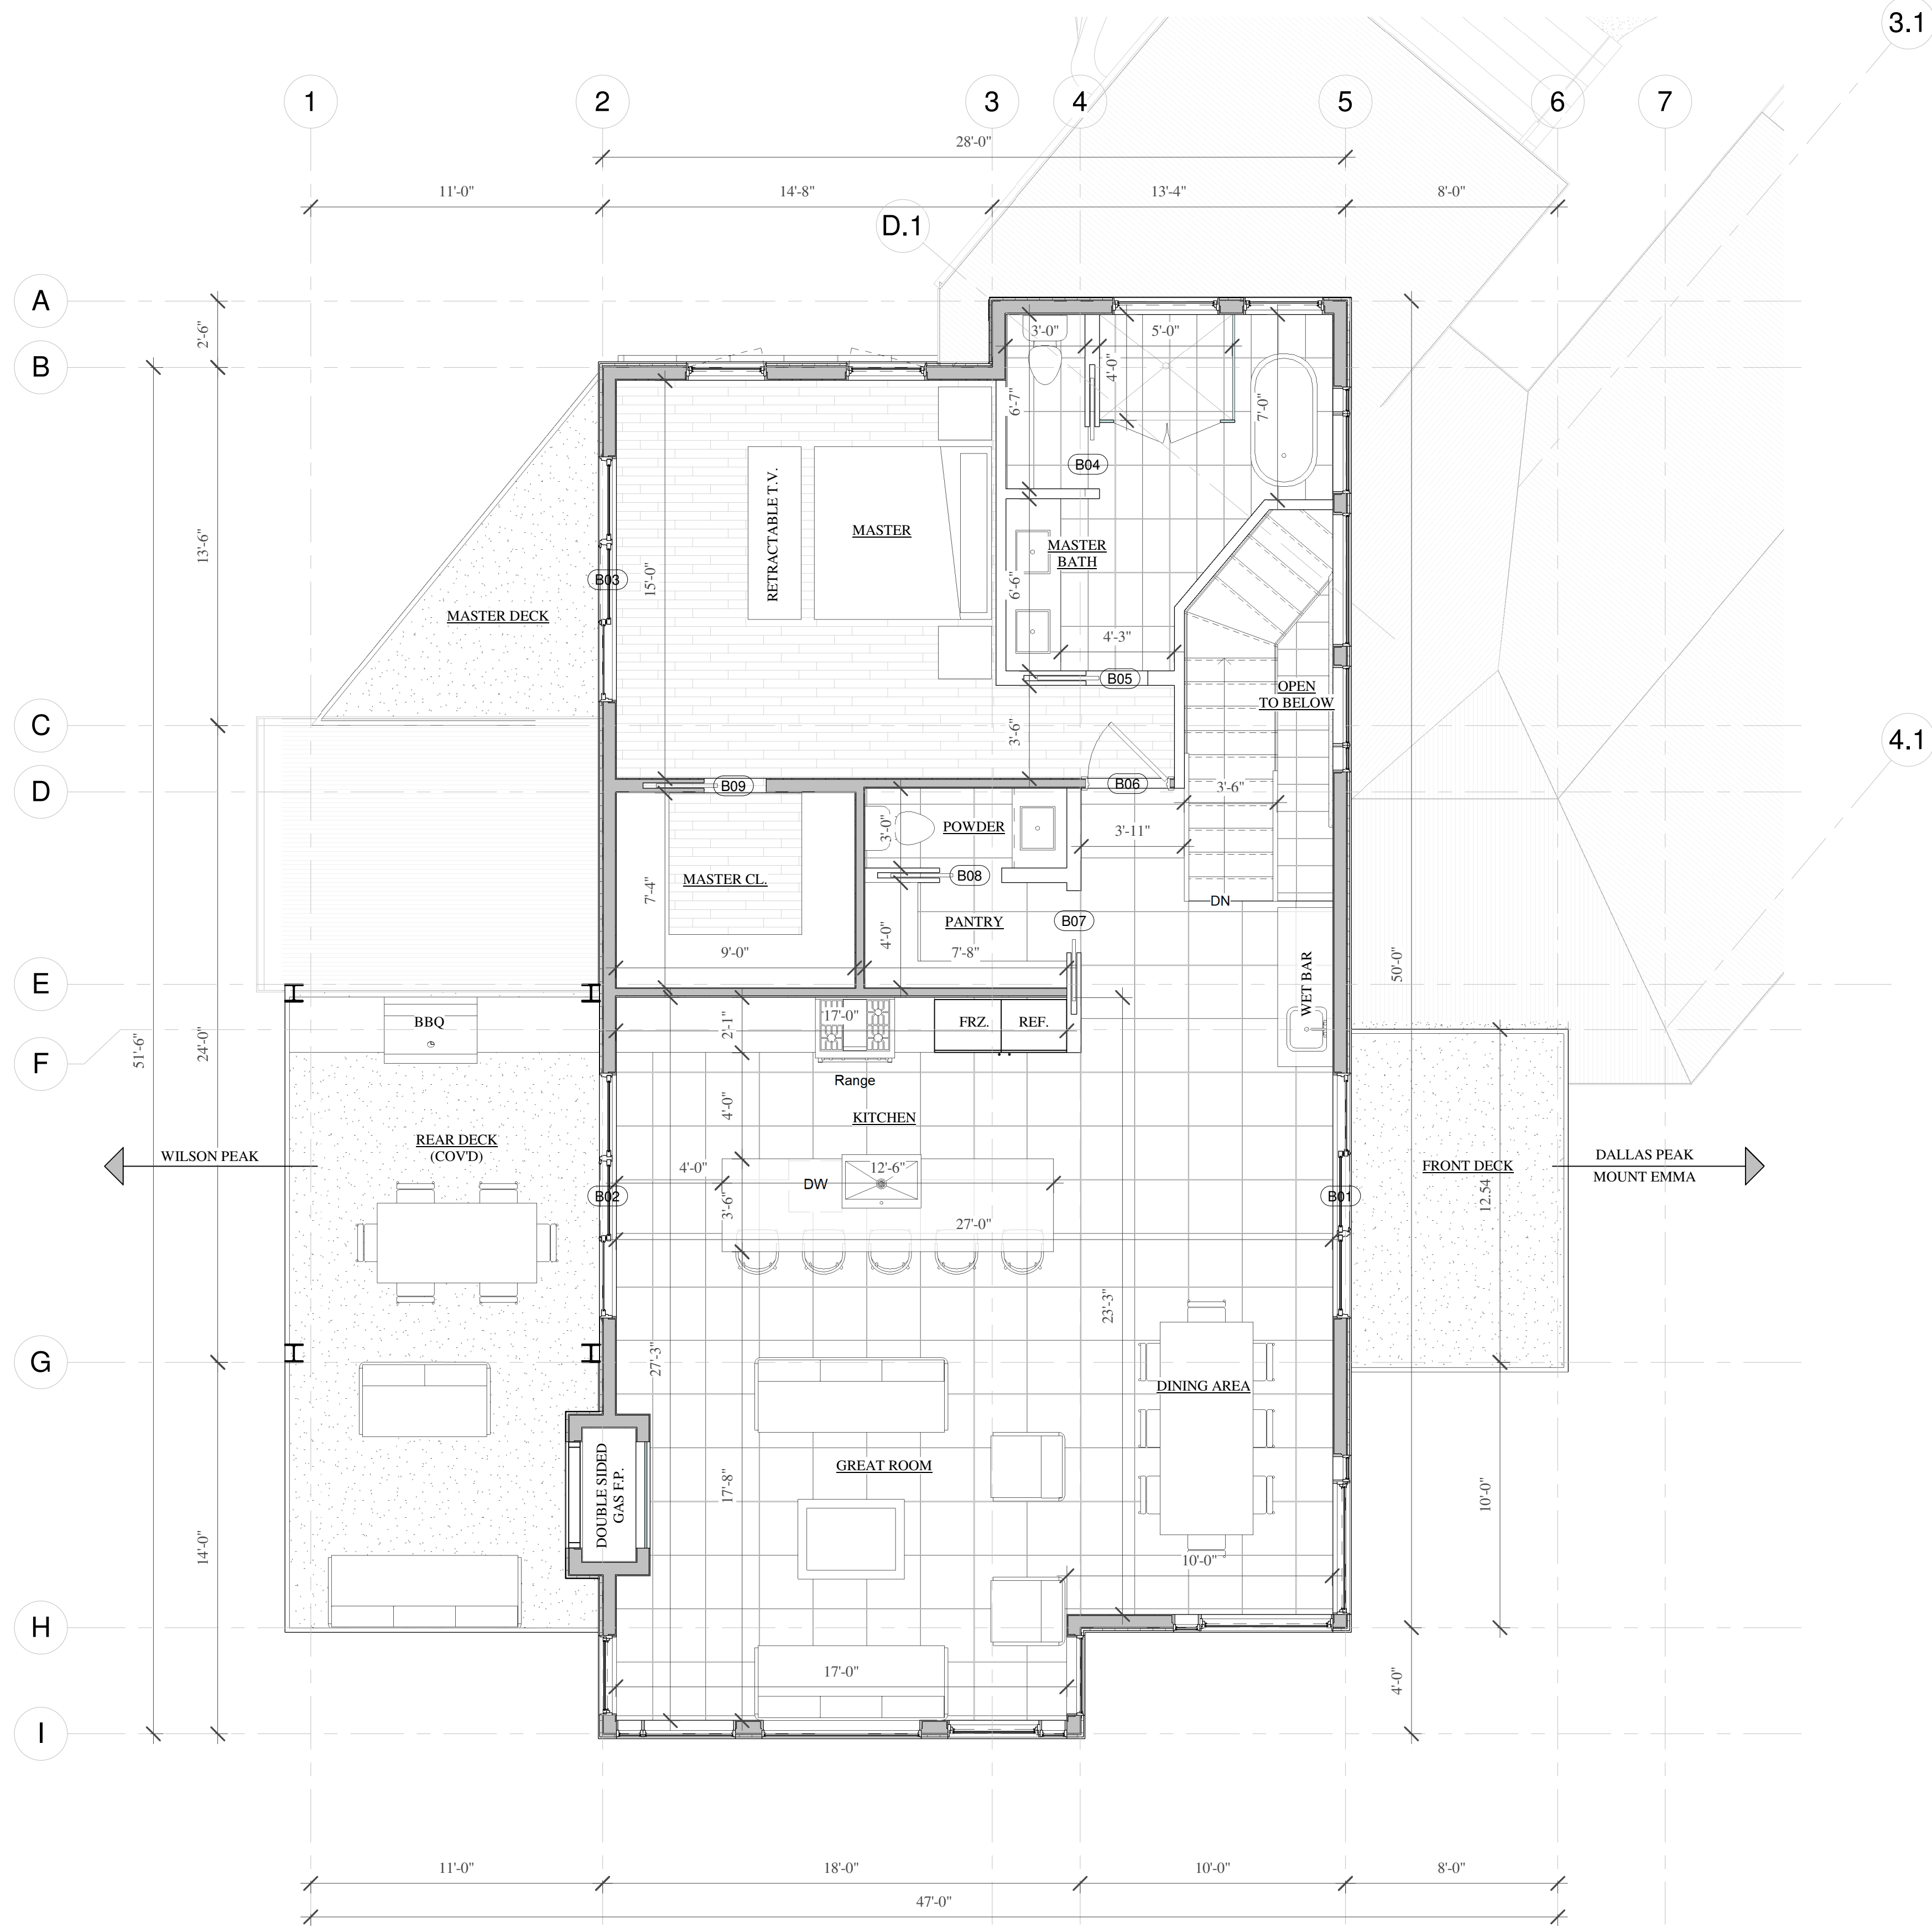 3.1
1
2
3
4
5
6
7
28'-0"
11'-0"
14'-8"
13'-4"
8'-0"
D.1
A
2'-6"
B
3'-0"
5'-0"
4'-0"
6'-7"
7'-0"
B04
13'-6"
RETRACTABLE T.V.
MASTER
MASTER
BATH
B03
15'-0"
6'-6"
MASTER DECK
4'-3"
B05
OPEN
TO BELOW
C
3'-6"
4.1
D
B09
B06
3'-6"
POWDER
3'-0"
3'-11"
MASTER CL.
7'-4"
B08
DN
PANTRY
B07
4'-0"
9'-0"
7'-8"
50'-0"
WET BAR
E
BBQ
17'-0"
FRZ.
REF.
2'-1"
51'-6"
24'-0"
F
Range
4'-0"
KITCHEN
REAR DECK
(COV'D)
WILSON PEAK
4'-0"
12'-6"
DW
B02
3'-6"
27'-0"
B01
FRONT DECK
12.54
DALLAS PEAK
MOUNT EMMA
23'-3"
G
27'-3"
DINING AREA
GREAT ROOM
17'-8"
DOUBLE SIDED
GAS F.P.
10'-0"
14'-0"
10'-0"
H
17'-0"
4'-0"
I
11'-0"
18'-0"
10'-0"
8'-0"
47'-0"